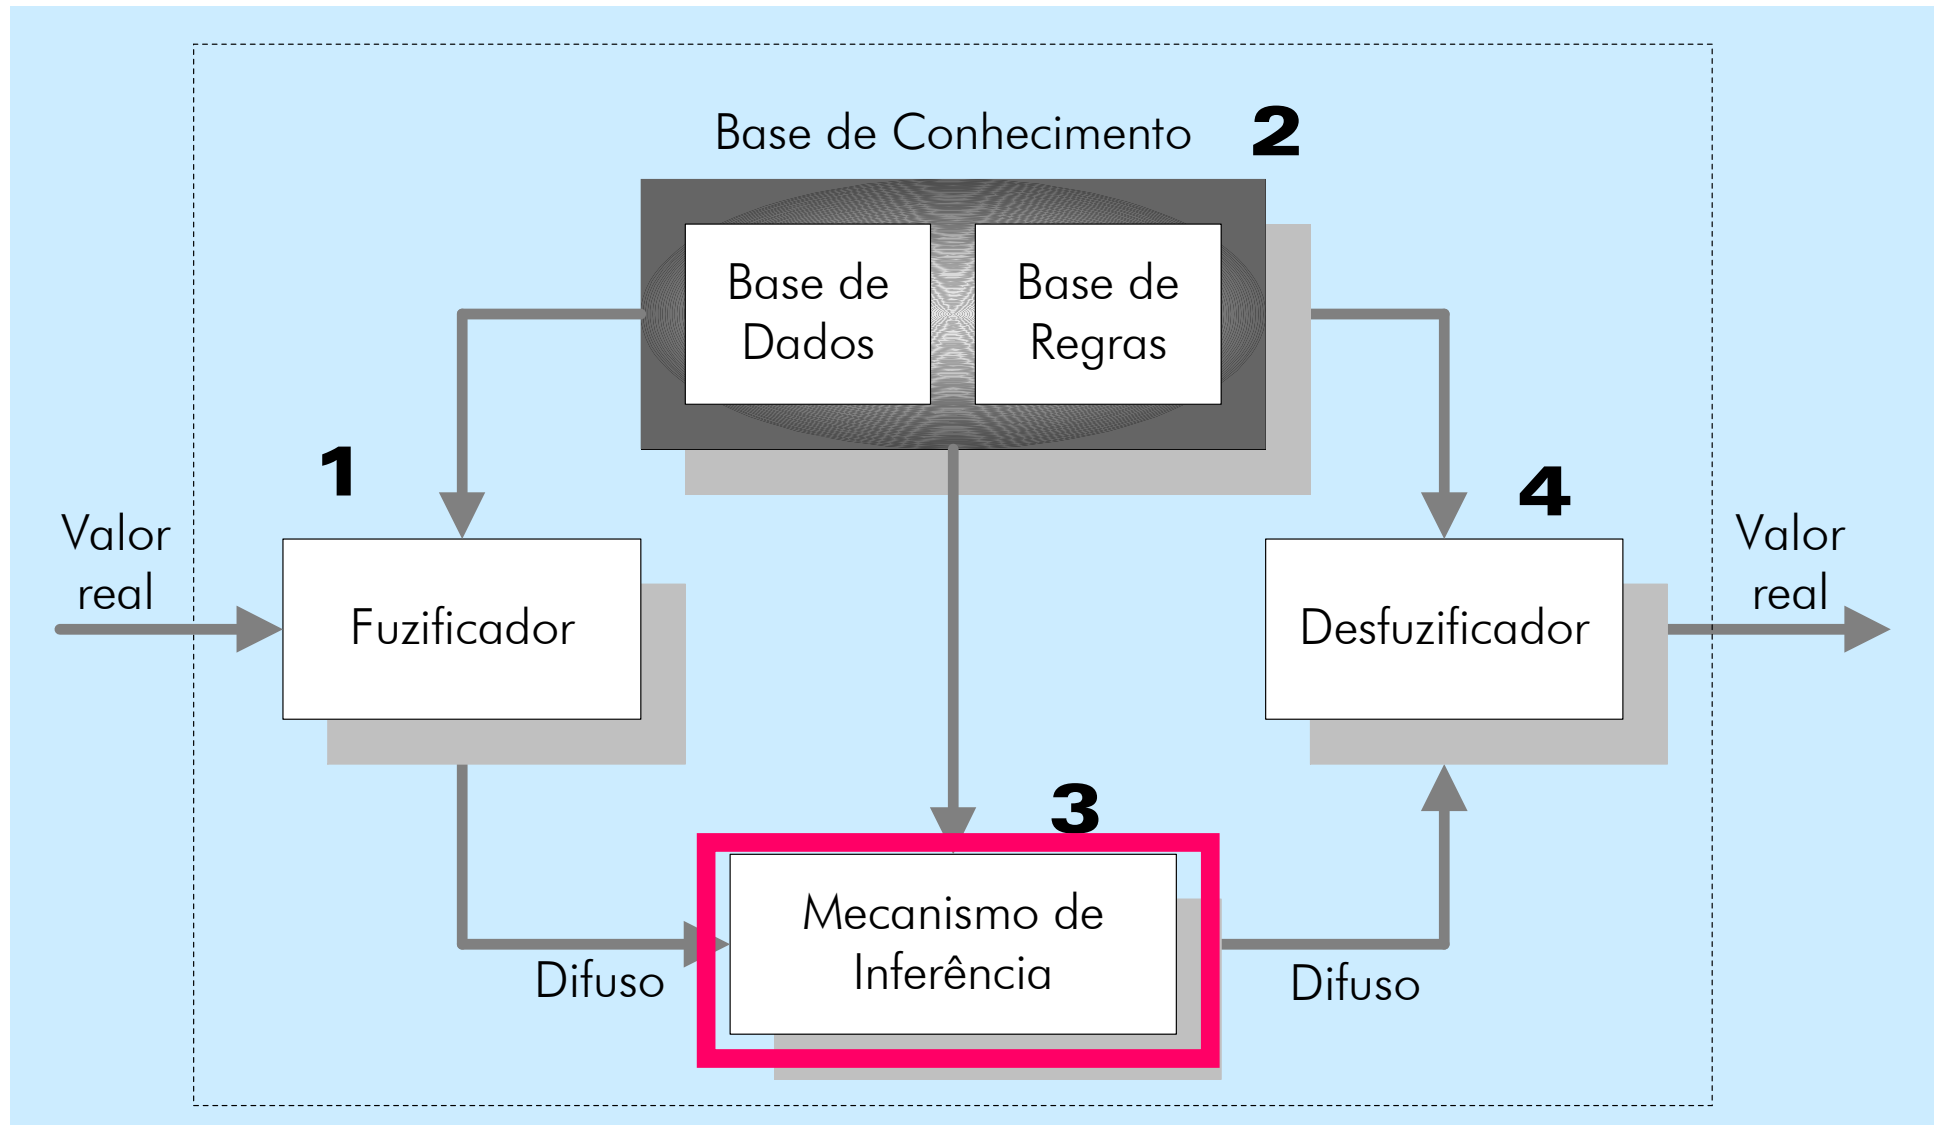 Base de Conhecimento 2
Base de
Dados
Base de
Regras
1
Valor
real
Fuzificador
4
Desfuzificador
Valor
real
3
Mecanismo de
Inferência
Difuso
Difuso